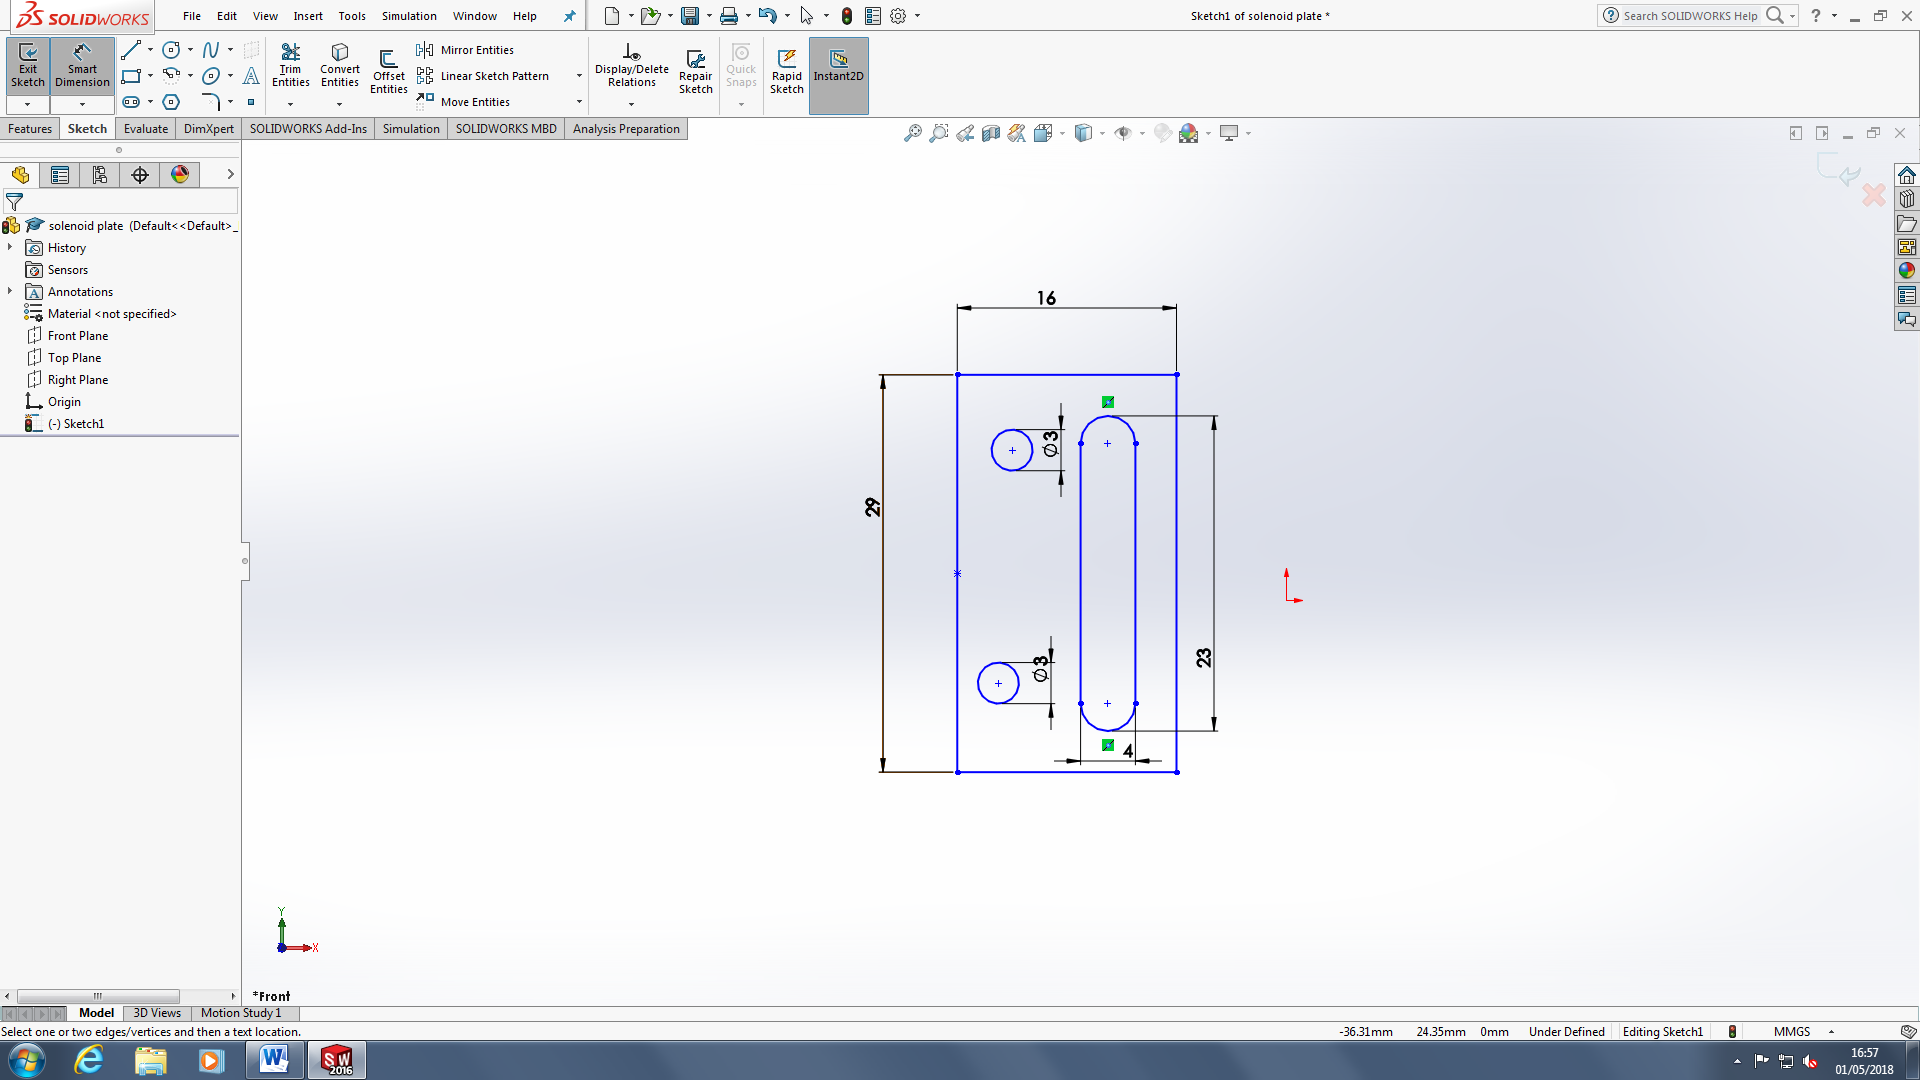 SOLIDWORKS File Edit View Insert Tools Simulation Window Help Sketch1 of solenoid plate * Search SOLIDWORKS Help ?
Exit Sketch
Smart Dimension
Trim Entities
Convert Entities
Offset Entities
Mirror Entities
Linear Sketch Pattern
Move Entities
Display/Delete Relations
Repair Sketch
Quick Snaps
Rapid Sketch
Instant2D
Features Sketch Evaluate DimXpert SOLIDWORKS Add-Ins Simulation SOLIDWORKS MBD Analysis Preparation
solenoid plate (Default<<Default>_
History
Sensors
Annotations
Material <not specified>
Front Plane
Top Plane
Right Plane
Origin
(-) Sketch1
16
Ø3
29
Ø3
23
4
Y
X
*Front
Model 3D Views Motion Study 1
Select one or two edges/vertices and then a text location. -36.31mm 24.35mm 0mm Under Defined Editing Sketch1 MMGS
W
SW
2016
16:57
01/05/2018